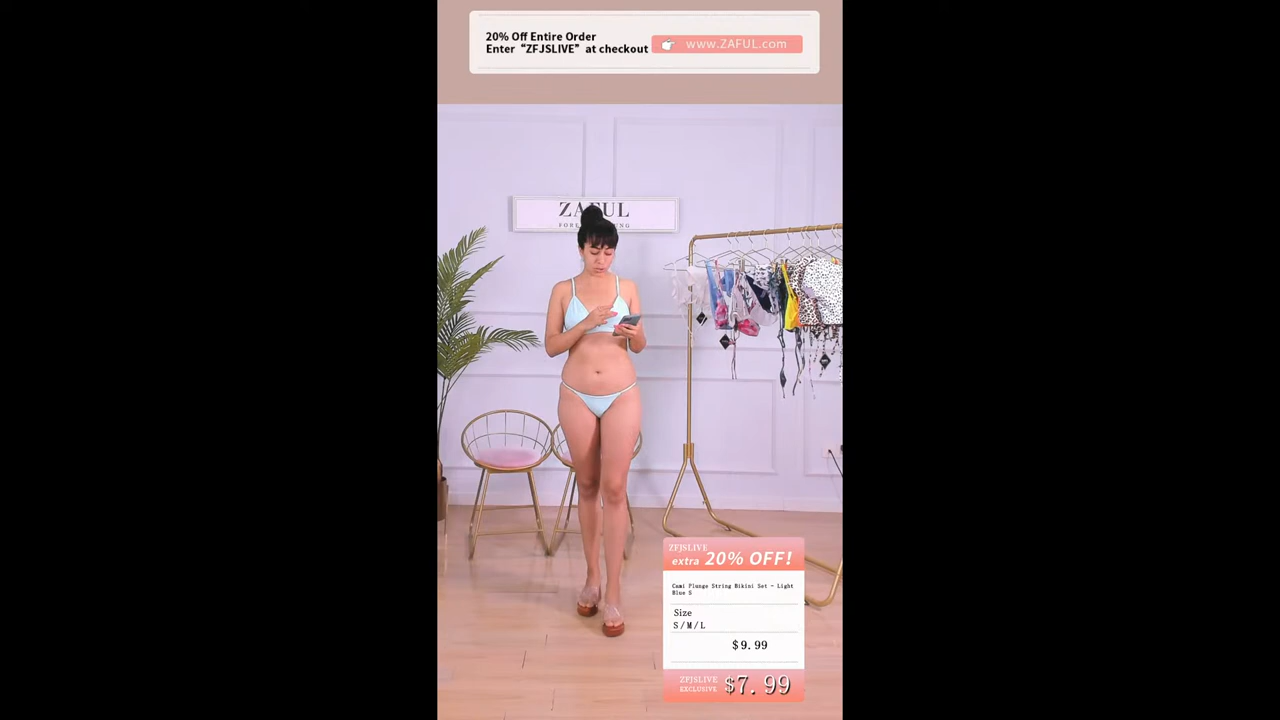 20% Off Entire Order
Enter “ZFJSLIVE” at checkout
www.ZAFUL.com
ZAFUL
ZFJSLIVE
extra 20% OFF!
Cami Plunge String Bikini Set - Light
Blue S
Size
S/M/L
$9.99
ZFJSLIVE
EXCLUSIVE
$7.99